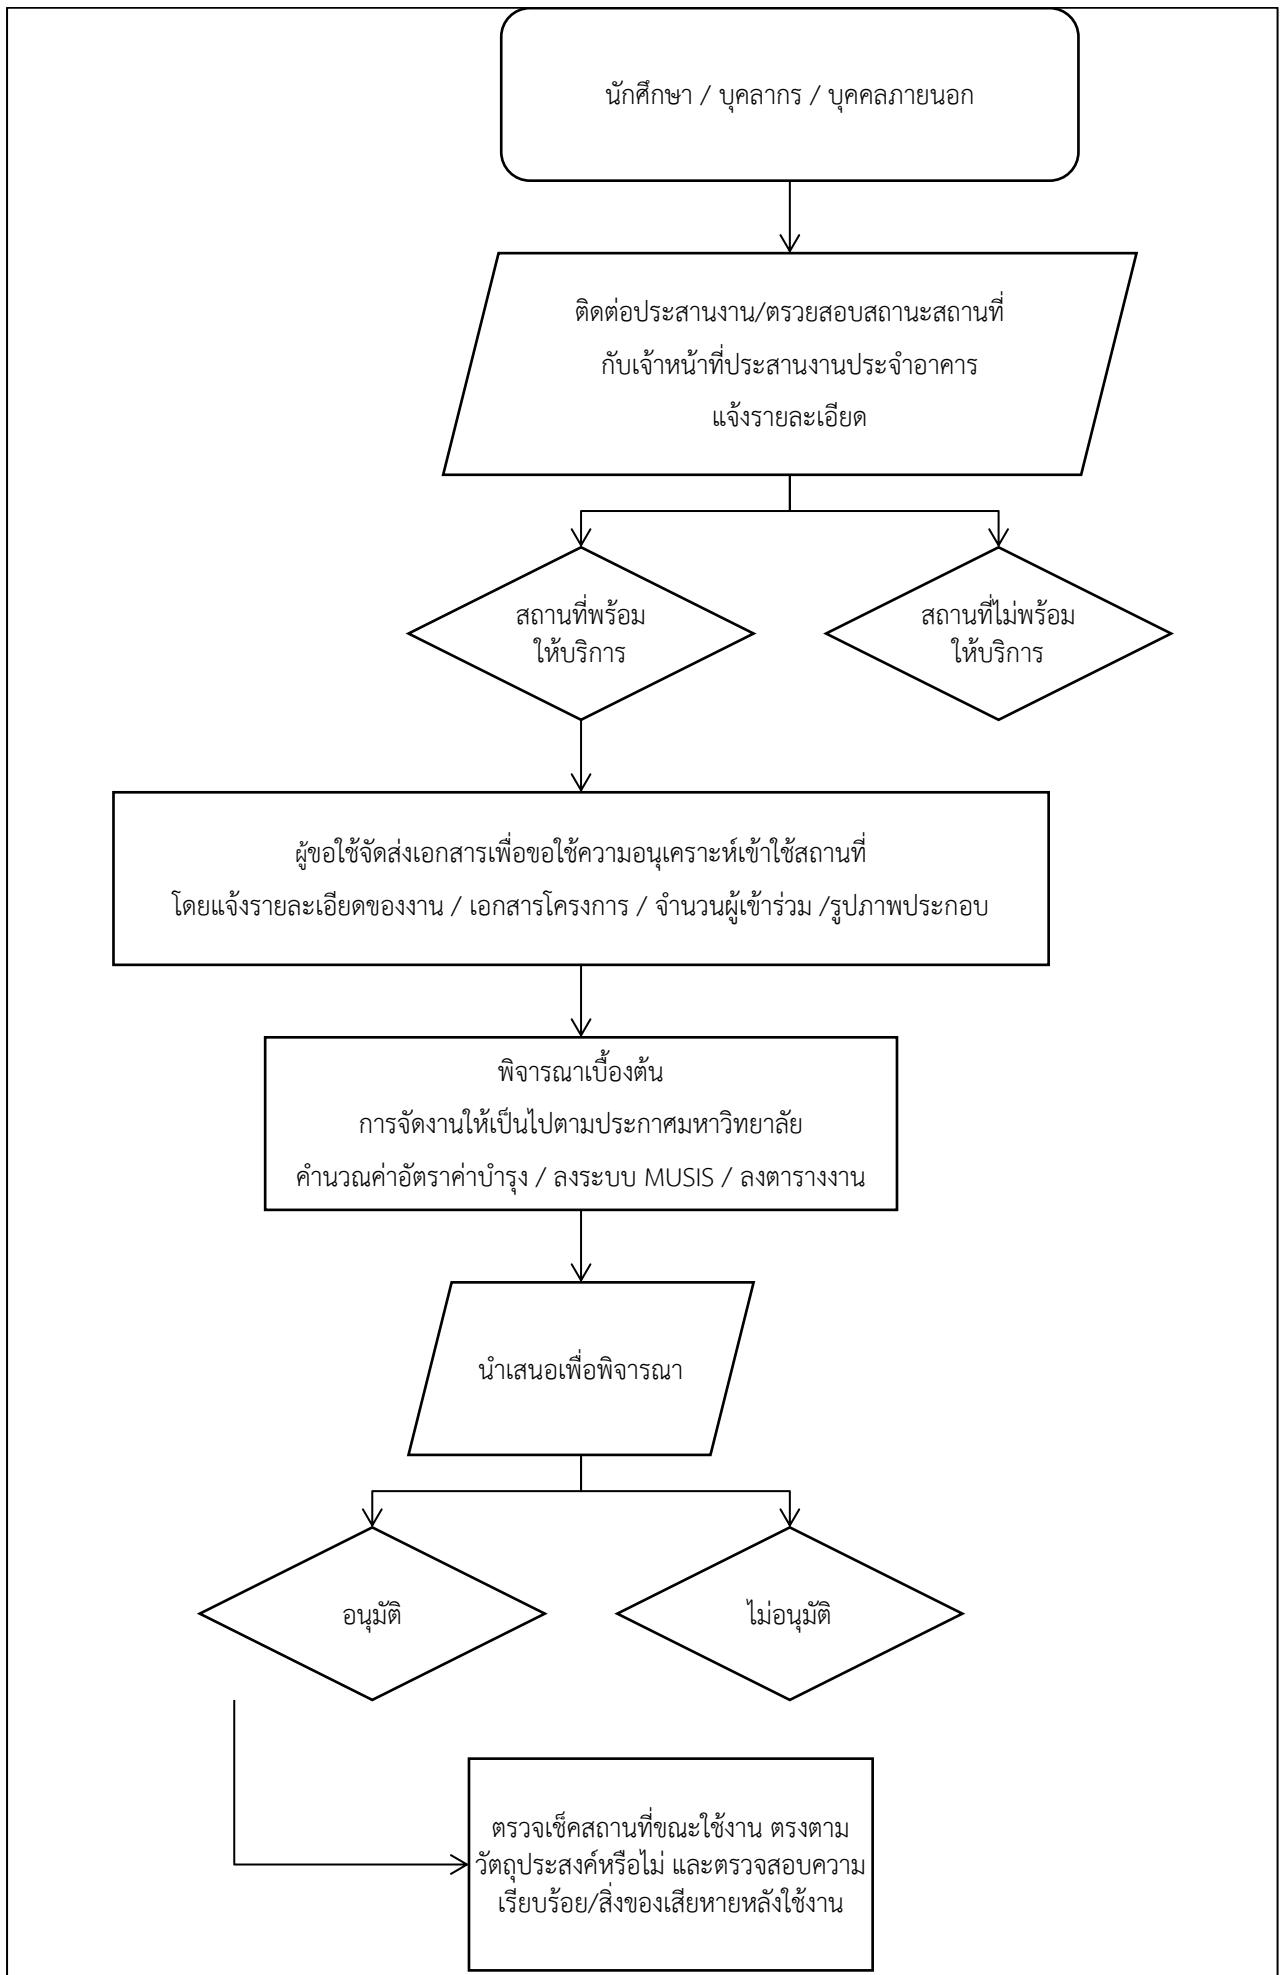 นักศึกษา / บุคลากร / บุคคลภายนอก
ติดต่อประสานงาน/ตรวยสอบสถานะสถานที่
กับเจ้าหน้าที่ประสานงานประจำอาคาร
แจ้งรายละเอียด
สถานที่พร้อม
ให้บริการ
สถานที่ไม่พร้อม
ให้บริการ
ผู้ขอใช้จัดส่งเอกสารเพื่อขอใช้ความอนุเคราะห์เข้าใช้สถานที่
โดยแจ้งรายละเอียดของงาน / เอกสารโครงการ / จำนวนผู้เข้าร่วม /รูปภาพประกอบ
พิจารณาเบื้องต้น
การจัดงานให้เป็นไปตามประกาศมหาวิทยาลัย
คำนวณค่าอัตราค่าบำรุง / ลงระบบ MUSIS / ลงตารางงาน
นำเสนอเพื่อพิจารณา
อนุมัติ
ไม่อนุมัติ
ตรวจเช็คสถานที่ขณะใช้งาน ตรงตาม
วัตถุประสงค์หรือไม่ และตรวจสอบความ
เรียบร้อย/สิ่งของเสียหายหลังใช้งาน